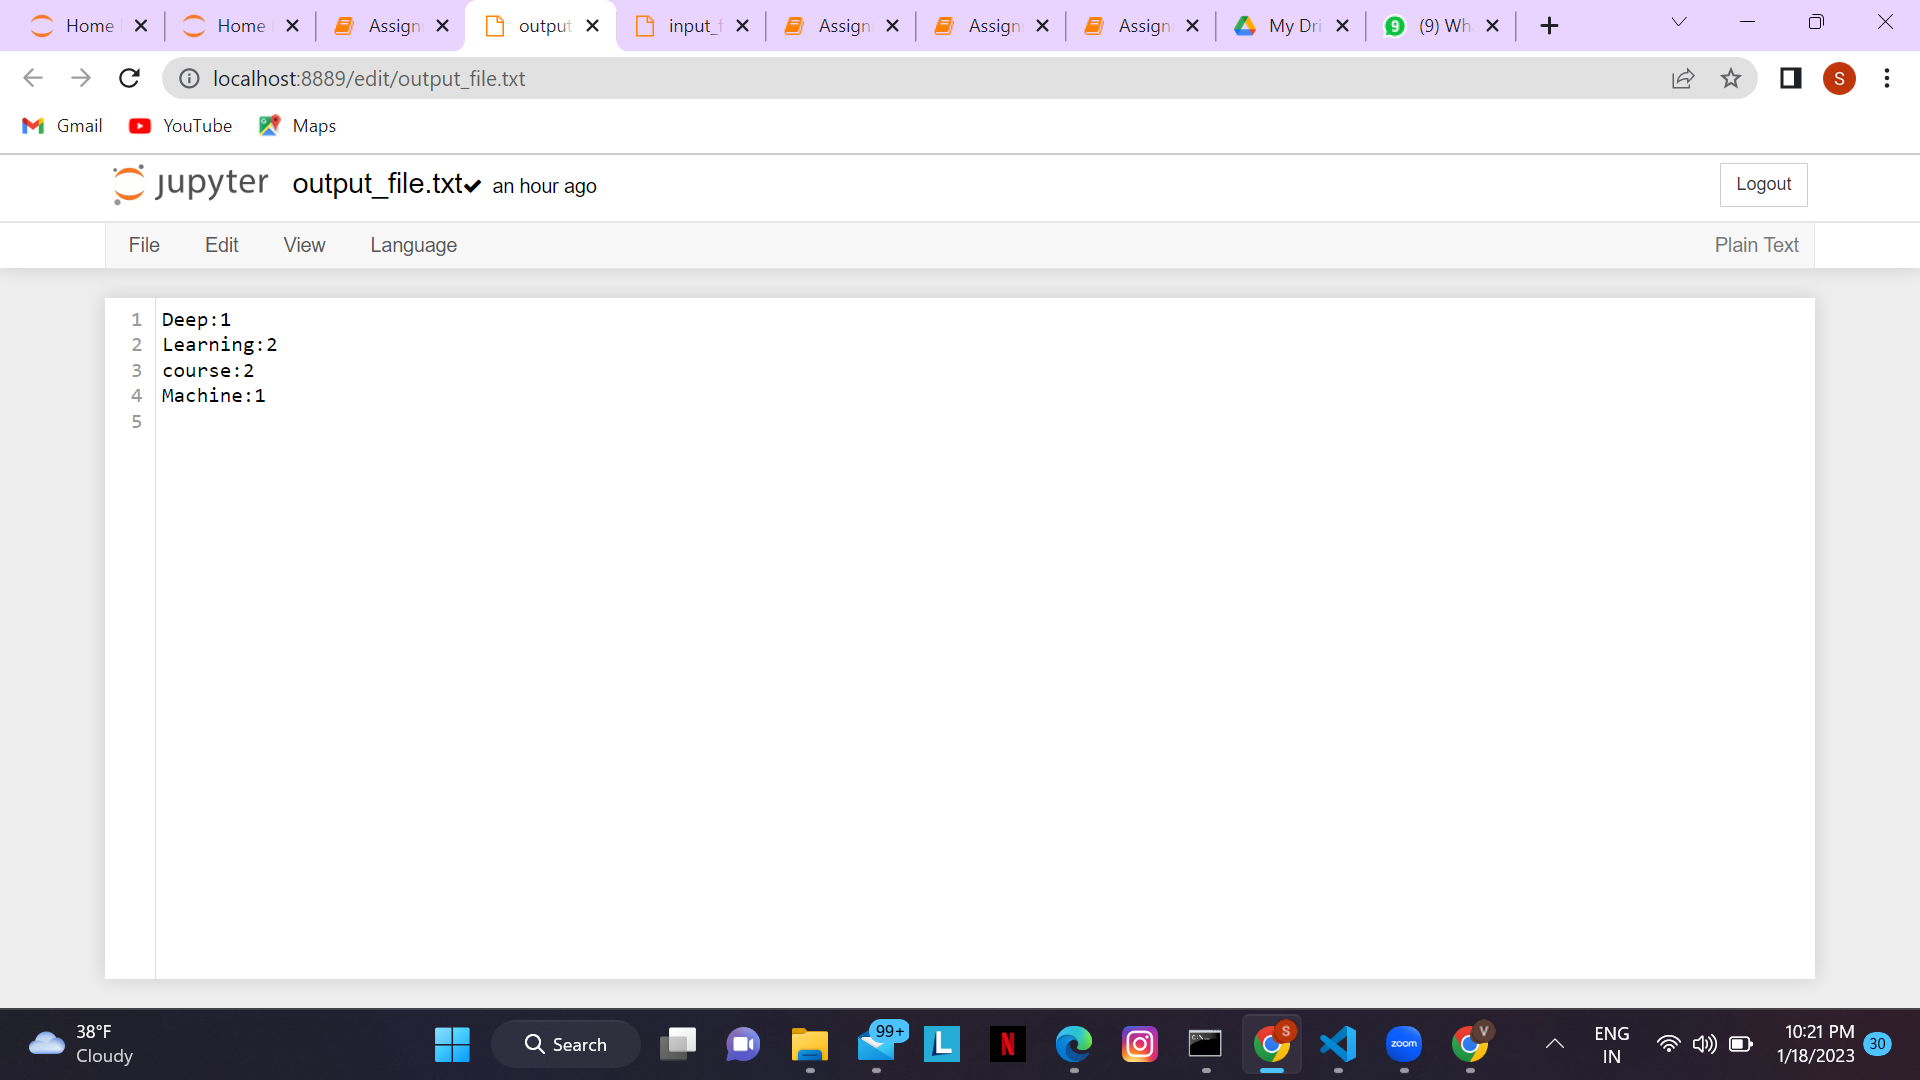 Home
Home
Assign
output
input_f
Assign
Assign
Assign
My Dri
(9) Wh
localhost:8889/edit/output_file.txt
S
Gmail
YouTube
Maps
jupyter
output_file.txt
an hour ago
Logout
File
Edit
View
Language
Plain Text
1 Deep:1
2 Learning:2
3 course:2
4 Machine:1
5
38°F
Cloudy
Search
99+
L
N
zoom
S
V
ENG
IN
10:21 PM
1/18/2023
30